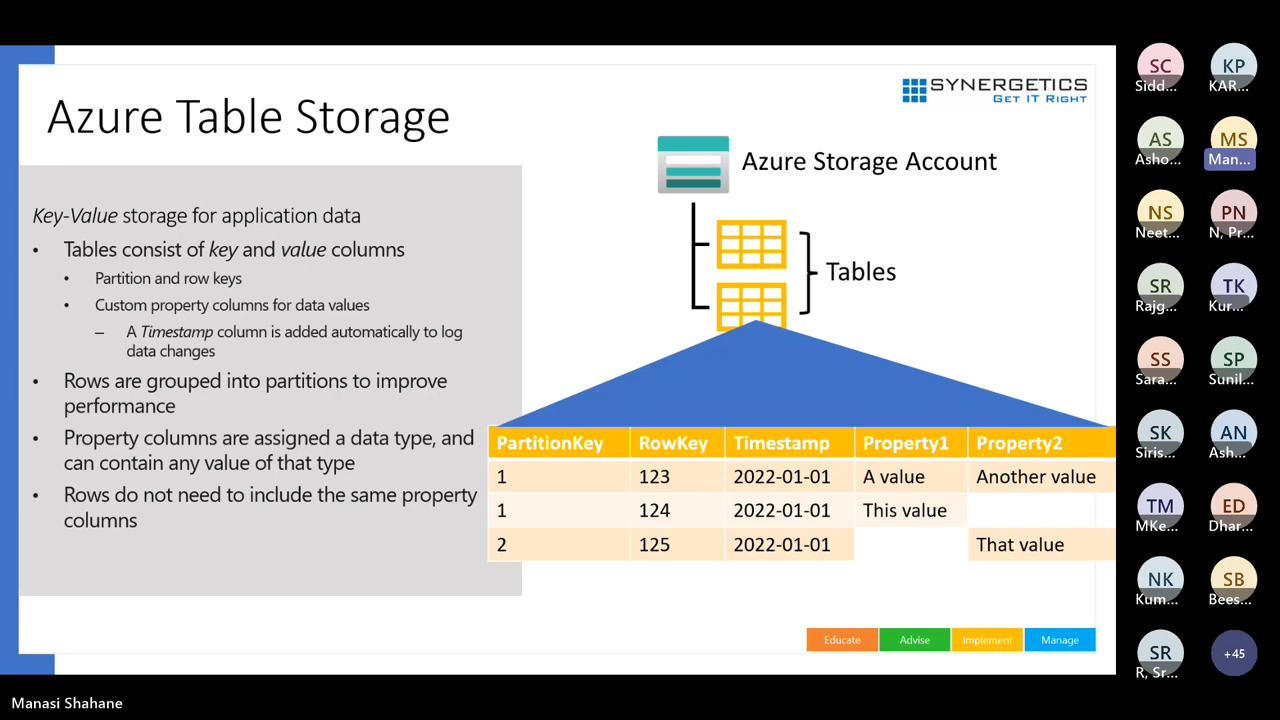 Azure Table Storage
SYNERGETICS
GET IT RIGHT
Key-Value storage for application data
• Tables consist of key and value columns
• Partition and row keys
• Custom property columns for data values
– A Timestamp column is added automatically to log
data changes
• Rows are grouped into partitions to improve
performance
• Property columns are assigned a data type, and
can contain any value of that type
• Rows do not need to include the same property
columns
Azure Storage Account
Tables
PartitionKey RowKey Timestamp Property1 Property2
1 123 2022-01-01 A value Another value
1 124 2022-01-01 This value
2 125 2022-01-01 That value
Educate Advise Implement Manage
SC KP
Sidd... KAR...
AS MS
Asho... Man...
NS PN
Neet... N, Pr...
SR TK
Rajg... Kur...
SS SP
Sara... Sunil...
SK AN
Siris... Ash...
TM ED
MKe... Dhar...
NK SB
Kum... Bees...
SR +45
R, Sr...
Manasi Shahane